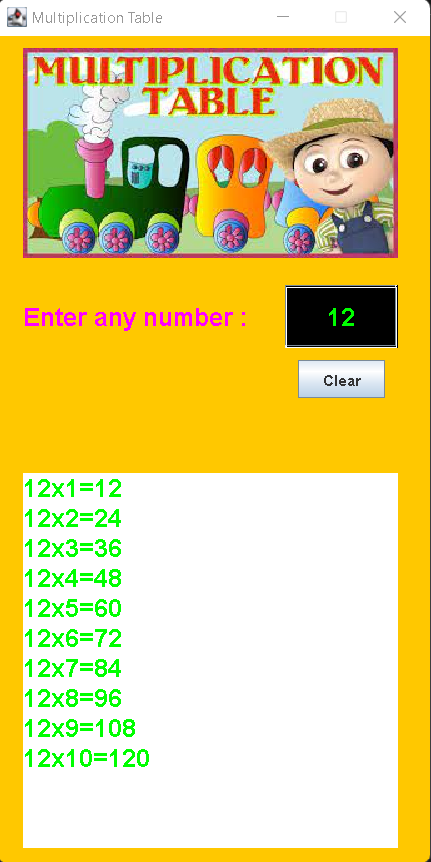 Multiplication Table
MULTIPLICATION
TABLE
Enter any number :
12
Clear
12x1=12
12x2=24
12x3=36
12x4=48
12x5=60
12x6=72
12x7=84
12x8=96
12x9=108
12x10=120